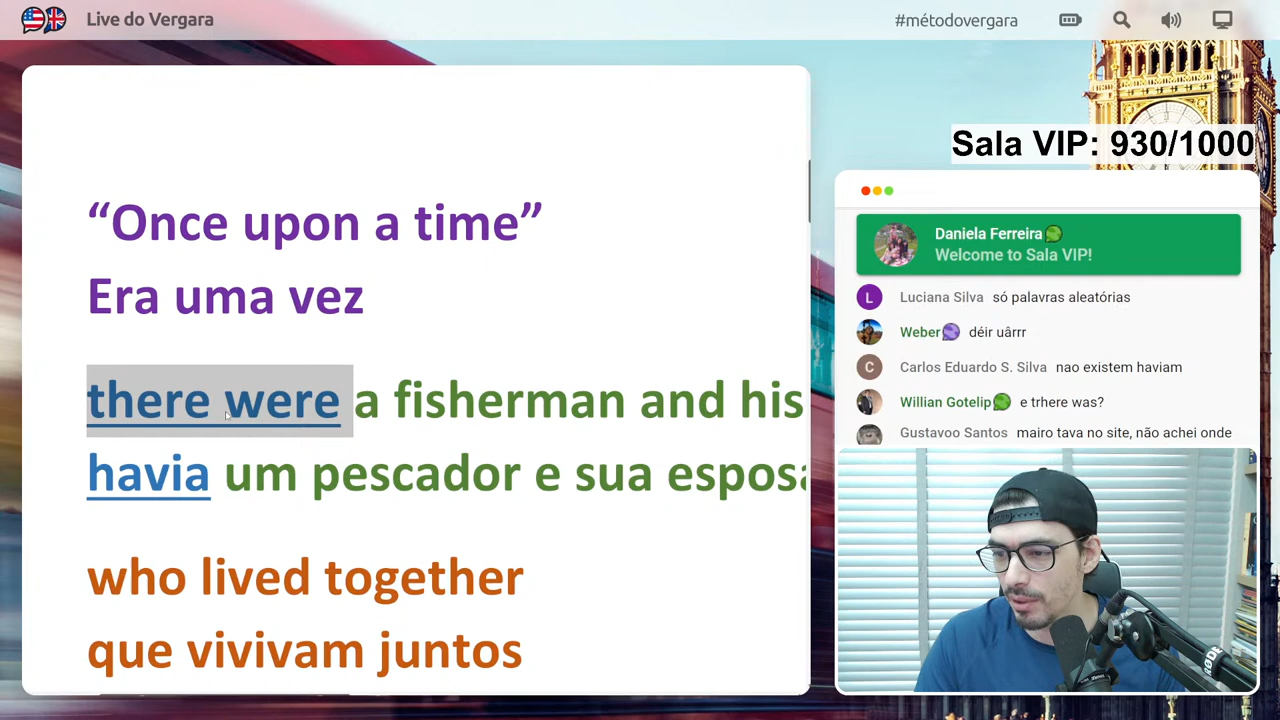 Live do Vergara
#métodovergara
Sala VIP: 930/1000
“Once upon a time”
Era uma vez
there were a fisherman and his
havia um pescador e sua esposa
who lived together
que vivivam juntos
Daniela Ferreira
Welcome to Sala VIP!
L
Luciana Silva só palavras aleatórias
Weber déir uârrr
C
Carlos Eduardo S. Silva nao existem haviam
Willian Gotelip e trhere was?
Gustavoo Santos mairo tava no site, não achei onde
RØDE